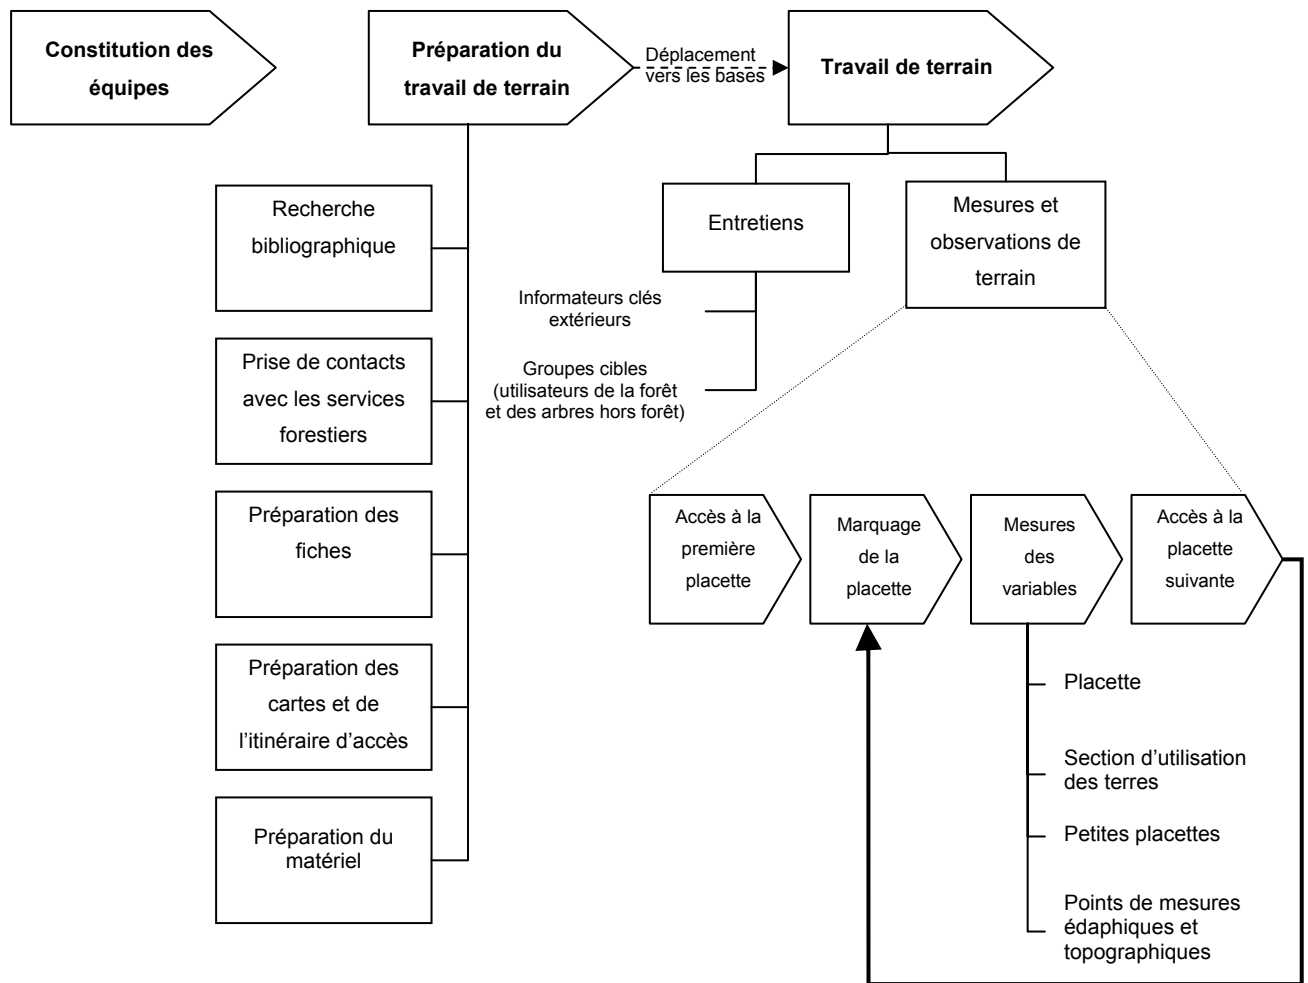 Constitution des
équipes
Préparation du
travail de terrain
Déplacement
vers les bases
Travail de terrain
Recherche
bibliographique
Prise de contacts
avec les services
forestiers
Préparation des
fiches
Préparation des
cartes et de
l’itinéraire d’accès
Préparation du
matériel
Entretiens
Informateurs clés
extérieurs
Groupes cibles
(utilisateurs de la forêt
et des arbres hors forêt)
Mesures et
observations de
terrain
Accès à la
première
placette
Marquage
de la
placette
Mesures
des
variables
Accès à la
placette
suivante
Placette
Section d’utilisation
des terres
Petites placettes
Points de mesures
édaphiques et
topographiques